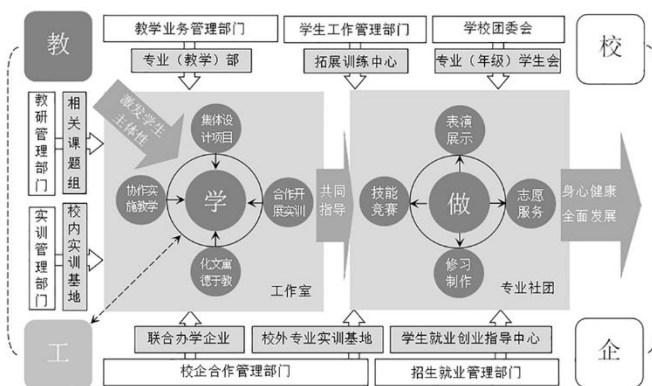 教
教学业务管理部门
学生工作管理部门
学校团委会
校
专业（教学）部
拓展训练中心
专业（年级）学生会
教研管理部门
相关课题组
激发学生
主体性
集体设
计项目
协作实
施教学
学
合作开
展实训
化文寓
德于教
工作室
共同
指导
表演
展示
技能
竞赛
做
志愿
服务
修习
制作
专业社团
身心健康
全面发展
实训管理部门
校内实训基地
工
联合办学企业
校外专业实训基地
学生就业创业指导中心
企
校企合作管理部门
招生就业管理部门